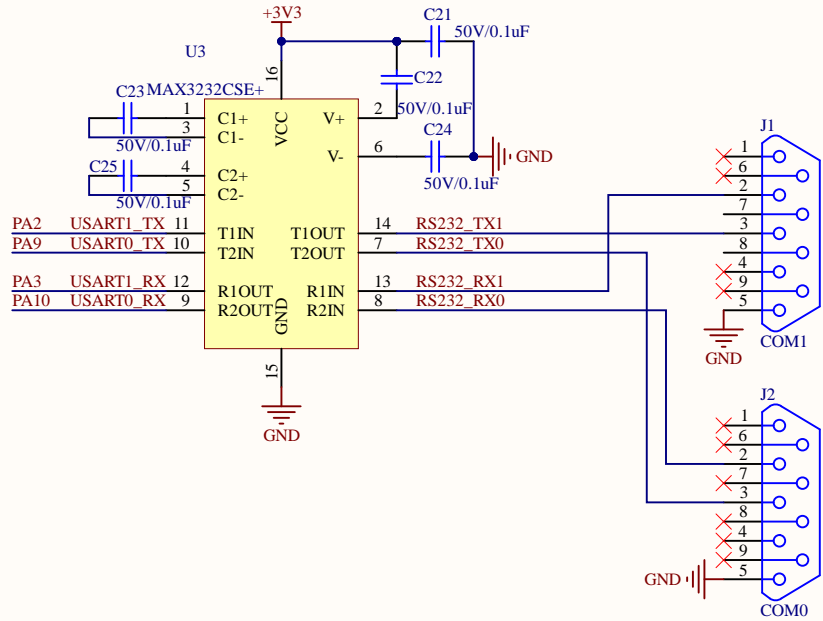 +3V3
C21
50V/0.1uF
U3
16
C22
C23 MAX3232CSE+
50V/0.1uF
1 C1+ VCC V+ 2
3 C1-
50V/0.1uF
C24
V- 6 GND
C25 4 C2+
50V/0.1uF
5 C2-
50V/0.1uF
PA2 USART1_TX 11 T1IN T1OUT 14 RS232_TX1
PA9 USART0_TX 10 T2IN T2OUT 7 RS232_TX0
PA3 USART1_RX 12 R1OUT R1IN 13 RS232_RX1
PA10 USART0_RX 9 R2OUT GND R2IN 8 RS232_RX0
15
GND
J1
1
6
2
7
3
8
4
9
5
GND
COM1
J2
1
6
2
7
3
8
4
9
GND 5
COM0